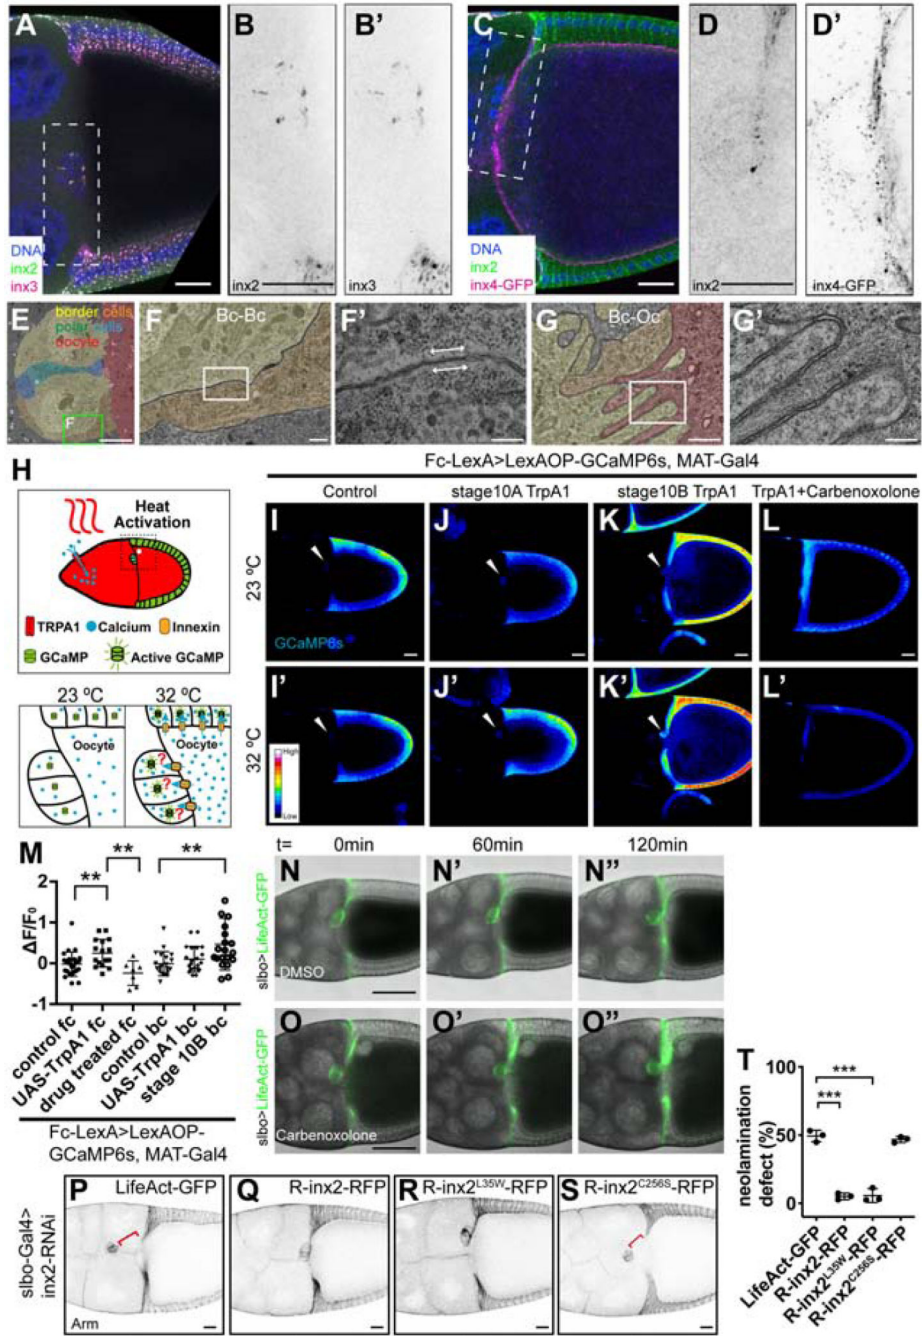 A
DNA
inx2
inx3
B
inx2
B'
inx3
C
DNA
inx2
inx4-GFP
D
inx2
D'
inx4-GFP
E
border cells
polar cells
oocyte
F
F
Bc-Bc
F'
G
Bc-Oc
G'
H
Heat
Activation
TRPA1
Calcium
Innexin
GCaMP
Active GCaMP
23 ºC
32 ºC
Oocyte
Oocyte
?
?
?
Fc-LexA>LexAOP-GCaMP6s, MAT-Gal4
Control
stage10A TrpA1
stage10B TrpA1
TrpA1+Carbenoxolone
23 ºC
I
GCaMP6s
J
K
L
32 ºC
I'
High
Low
J'
K'
L'
M
**
**
**
ΔF/F₀
2
1
0
-1
control fc
UAS-TrpA1 fc
drug treated fc
control bc
UAS-TrpA1 bc
stage 10B bc
Fc-LexA>LexAOP-
GCaMP6s, MAT-Gal4
t=
0min
60min
120min
slbo>LifeAct-GFP
N
DMSO
N'
N''
slbo>LifeAct-GFP
O
Carbenoxolone
O'
O''
slbo-Gal4>
inx2-RNAi
P
LifeAct-GFP
Arm
Q
R-inx2-RFP
R
R-inx2L35W-RFP
S
R-inx2C256S-RFP
T
neolamination
defect (%)
100
50
0
***
***
LifeAct-GFP
R-inx2-RFP
R-inx2L35W-RFP
R-inx2C256S-RFP